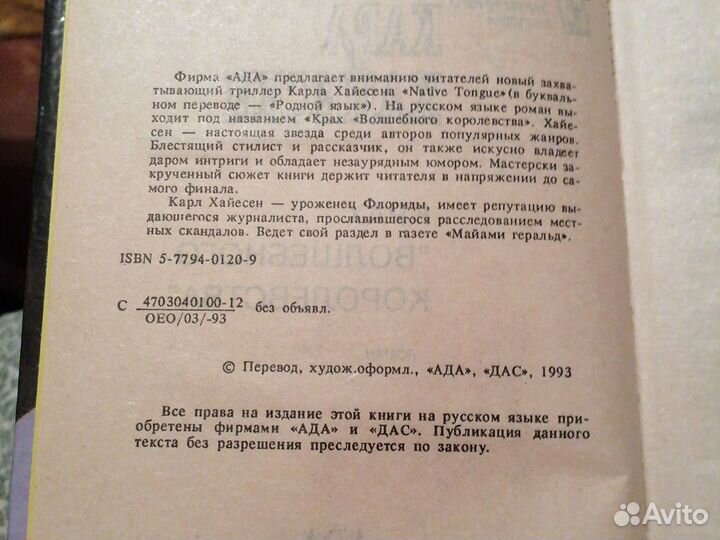 КАРЛ
Фирма «АДА» предлагает вниманию читателей новый захва-
тывающий триллер Карла Хайесена «Native Tongue»(в букваль-
ном переводе — «Родной язык»). На русском языке роман вы-
ходит под названием «Крах «Волшебного королевства». Хайе-
сен — настоящая звезда среди авторов популярных жанров.
Блестящий стилист и рассказчик, он также искусно владеет
даром интриги и обладает незаурядным юмором. Мастерски за-
крученный сюжет книги держит читателя в напряжении до са-
мого финала.
Карл Хайесен — уроженец Флориды, имеет репутацию вы-
дающегося журналиста, прославившегося расследованием мест-
ных скандалов. Ведет свой раздел в газете «Майами геральд».
ISBN 5-7794-0120-9
"ВОЛШЕБНОГО
КОРОЛЕВСТВА"
С 4703040100-12 без объявл.
ОЕО/03/-93
© Перевод, худож.оформл., «АДА», «ДАС», 1993
Все права на издание этой книги на русском языке при-
обретены фирмами «АДА» и «ДАС». Публикация данного
текста без разрешения преследуется по закону.
АДА
Avito